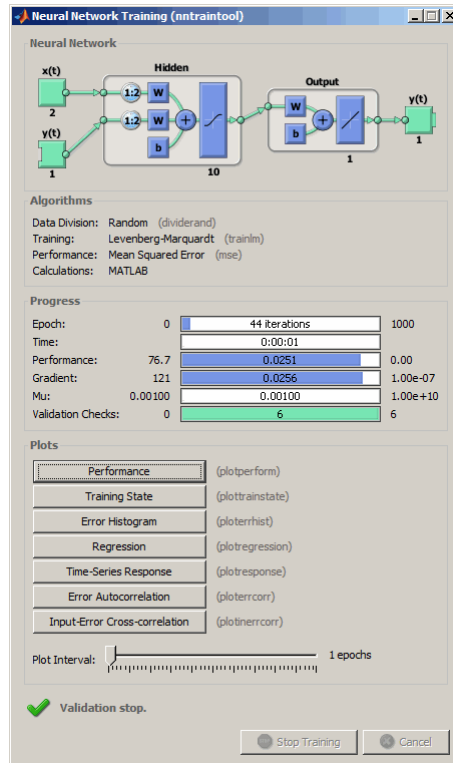 Neural Network Training (nntraintool)
Neural Network
Hidden
Output
x(t)
2
y(t)
1
1:2
W
1:2
W
b
10
W
b
1
y(t)
1
Algorithms
Data Division: Random (dividerand)
Training: Levenberg-Marquardt (trainlm)
Performance: Mean Squared Error (mse)
Calculations: MATLAB
Progress
Epoch: 0 44 iterations 1000
Time: 0:00:01
Performance: 76.7 0.0251 0.00
Gradient: 121 0.0256 1.00e-07
Mu: 0.00100 0.00100 1.00e+10
Validation Checks: 0 6 6
Plots
Performance (plotperform)
Training State (plottrainstate)
Error Histogram (ploterrhist)
Regression (plotregression)
Time-Series Response (plotresponse)
Error Autocorrelation (ploterrcorr)
Input-Error Cross-correlation (plotinerrcorr)
Plot Interval: 1 epochs
Validation stop.
Stop Training Cancel